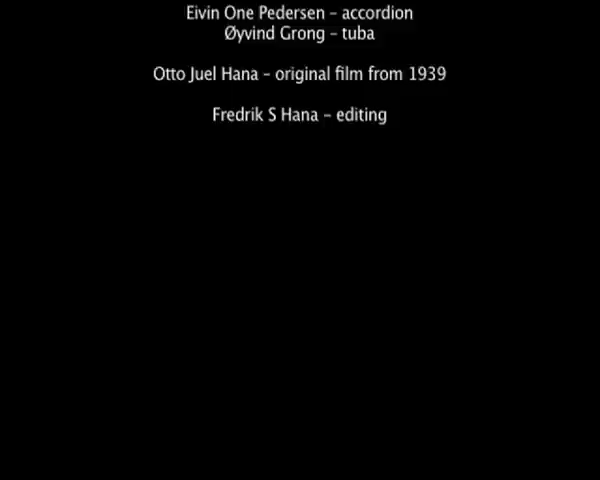 Eivin One Pedersen – accordion
Øyvind Grong – tuba
Otto Juel Hana – original film from 1939
Fredrik S Hana – editing